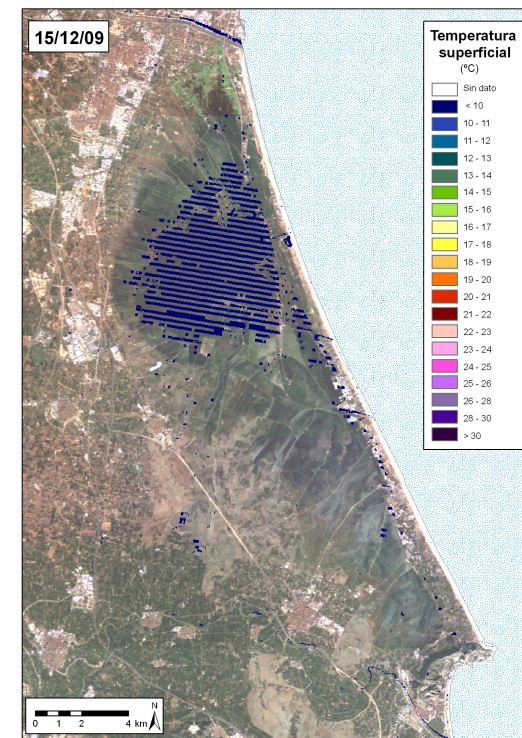 15/12/09
Temperatura
superficial
(ºC)
Sin dato
< 10
10 - 11
11 - 12
12 - 13
13 - 14
14 - 15
15 - 16
16 - 17
17 - 18
18 - 19
19 - 20
20 - 21
21 - 22
22 - 23
23 - 24
24 - 25
25 - 26
26 - 28
28 - 30
> 30
N
0 1 2 4 km